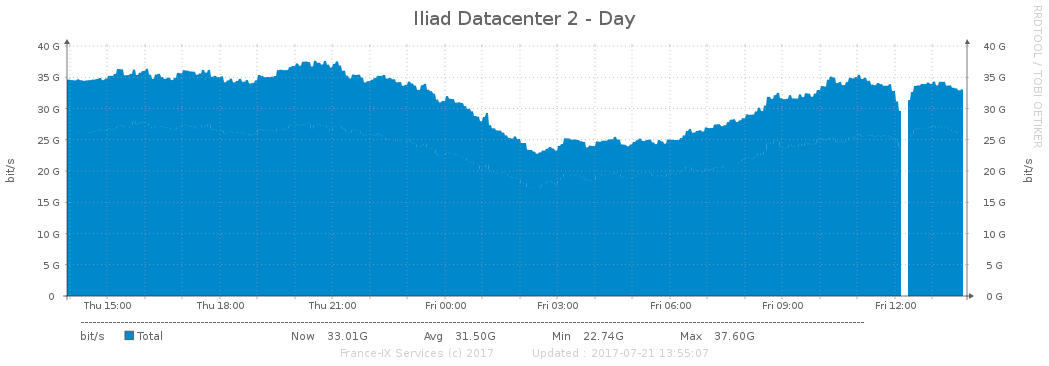 Iliad Datacenter 2 - Day
RRDTOOL / TOBI OETIKER
40 G 40 G
35 G 35 G
30 G 30 G
25 G 25 G
20 G 20 G
15 G 15 G
10 G 10 G
5 G 5 G
0 0 G
bit/s bit/s
Thu 15:00 Thu 18:00 Thu 21:00 Fri 00:00 Fri 03:00 Fri 06:00 Fri 09:00 Fri 12:00
bit/s Total Now 33.01G Avg 31.50G Min 22.74G Max 37.60G
France-IX Services (c) 2017 Updated : 2017-07-21 13:55:07